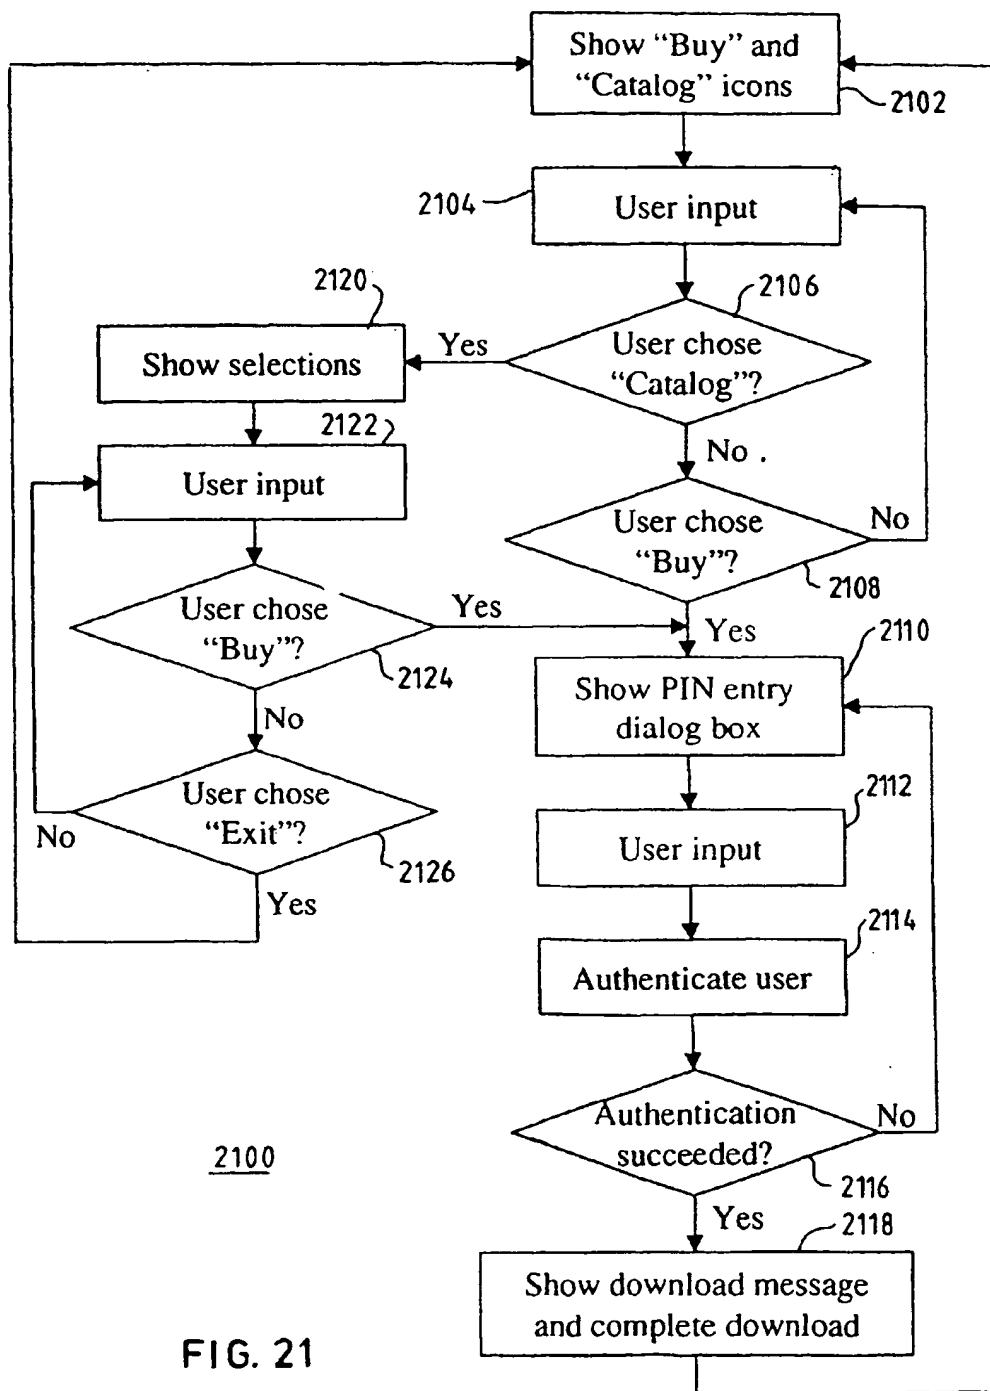 Show “Buy” and
“Catalog” icons
2102
2104
User input
2106
User chose
“Catalog”?
Yes
No .
2120
Show selections
2122
User input
User chose
“Buy”?
No
2108
Yes
User chose
“Buy”?
Yes
2124
No
User chose
“Exit”?
No
2126
Yes
2110
Show PIN entry
dialog box
2112
User input
2114
Authenticate user
Authentication
succeeded?
No
2116
Yes
2118
Show download message
and complete download
2100
FIG. 21